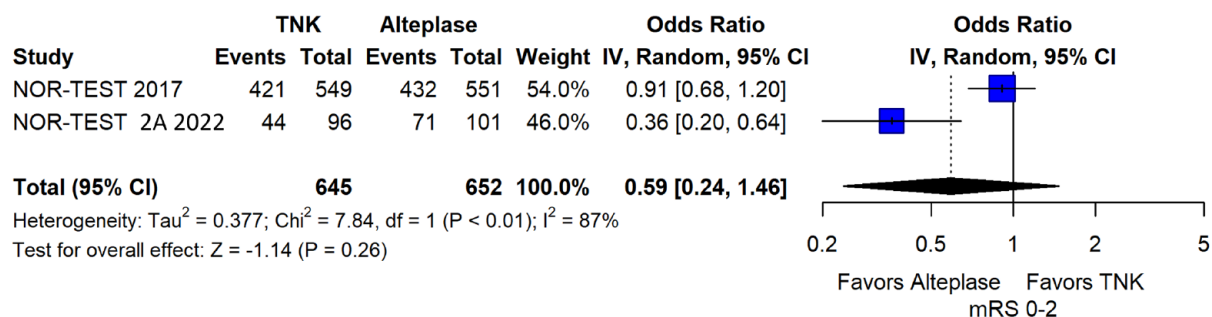 TNK Alteplase Odds Ratio Odds Ratio
Study Events Total Events Total Weight IV, Random, 95% CI IV, Random, 95% CI
NOR-TEST 2017 421 549 432 551 54.0% 0.91 [0.68, 1.20]
NOR-TEST 2A 2022 44 96 71 101 46.0% 0.36 [0.20, 0.64]
Total (95% CI) 645 652 100.0% 0.59 [0.24, 1.46]
Heterogeneity: Tau² = 0.377; Chi² = 7.84, df = 1 (P < 0.01); I² = 87%
Test for overall effect: Z = -1.14 (P = 0.26)
0.2 0.5 1 2 5
Favors Alteplase Favors TNK
mRS 0-2